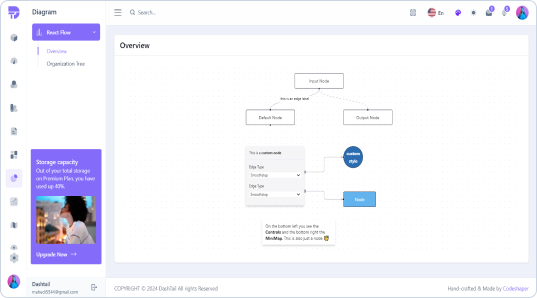 Diagram
Search...
En
React Flow
Overview
Organization Tree
Overview
Input Node
this is an edge label
Default Node
Output Node
This is a custom node.
Edge Type
Smoothstep
custom
style
Edge Type
Smoothstep
Node
On the bottom left you see the
Controls and the bottom right the
MiniMap. This is also just a node 🥳
Storage capacity
Out of your total storage
on Premium Plan, you have
used up 40%.
Upgrade Now →
Dashtail
COPYRIGHT © 2024 DashTail All rights Reserved
Hand-crafted & Made by Codeshaper